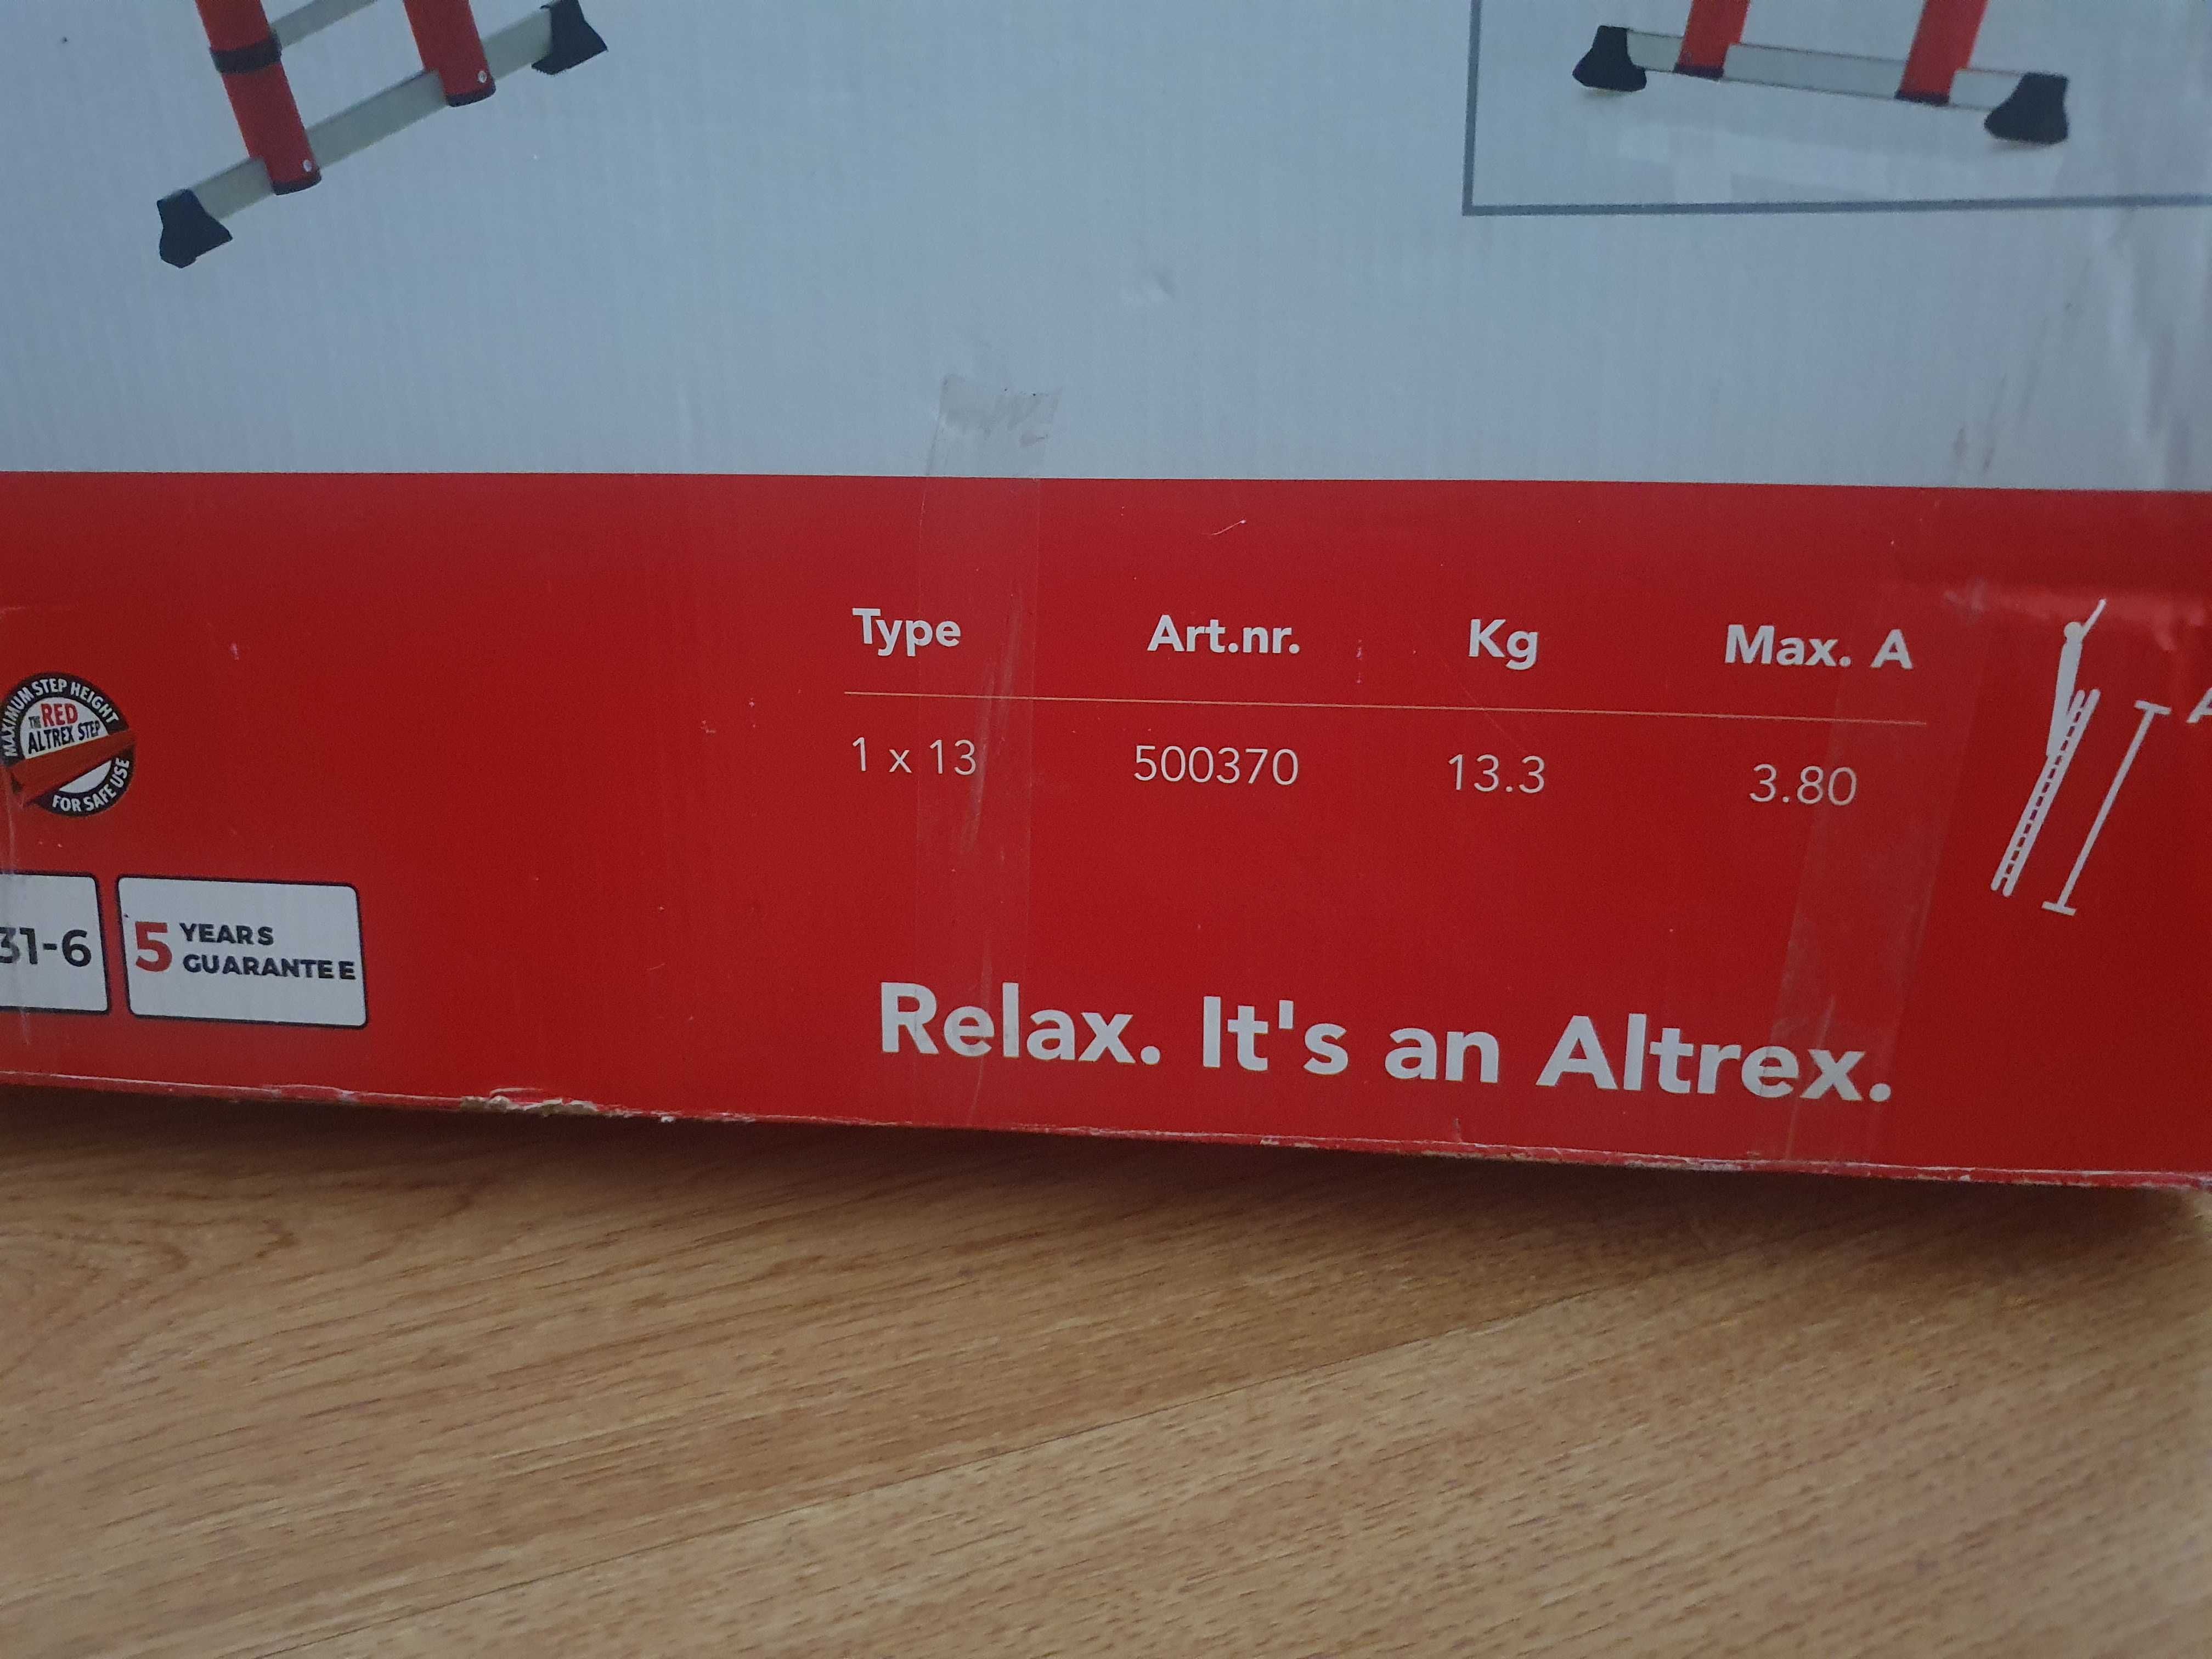 Type Art.nr. Kg Max. A
1 x 13 500370 13.3 3.80
A
MAXIMUM STEP HEIGHT
THE RED
ALTREX STEP
FOR SAFE USE
31-6
5 YEARS
GUARANTEE
Relax. It's an Altrex.